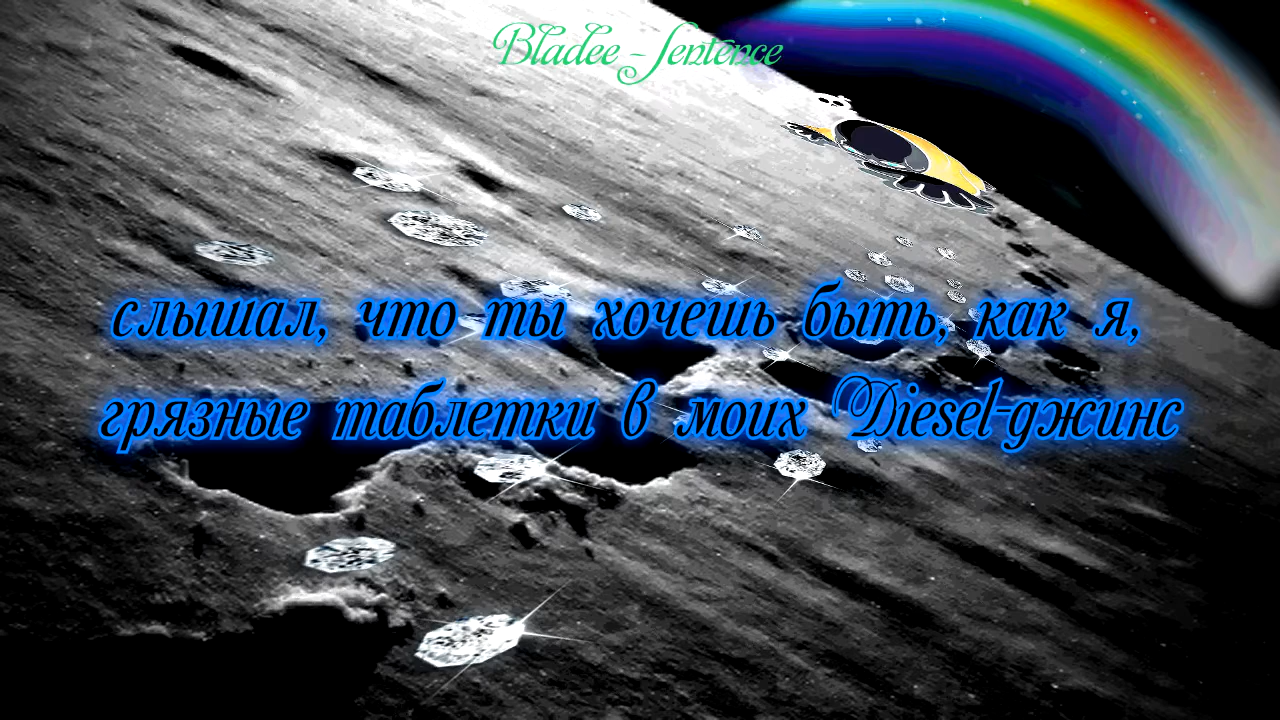 Bladee - Sentence
слышал, что ты хочешь быть, как я,
грязные таблетки в моих Diesel-джинс